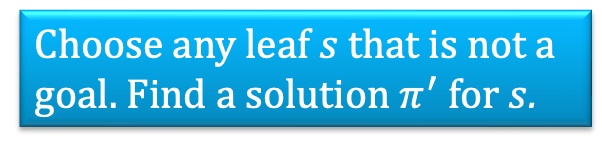 Choose any leaf s that is not a
goal. Find a solution π′ for s.